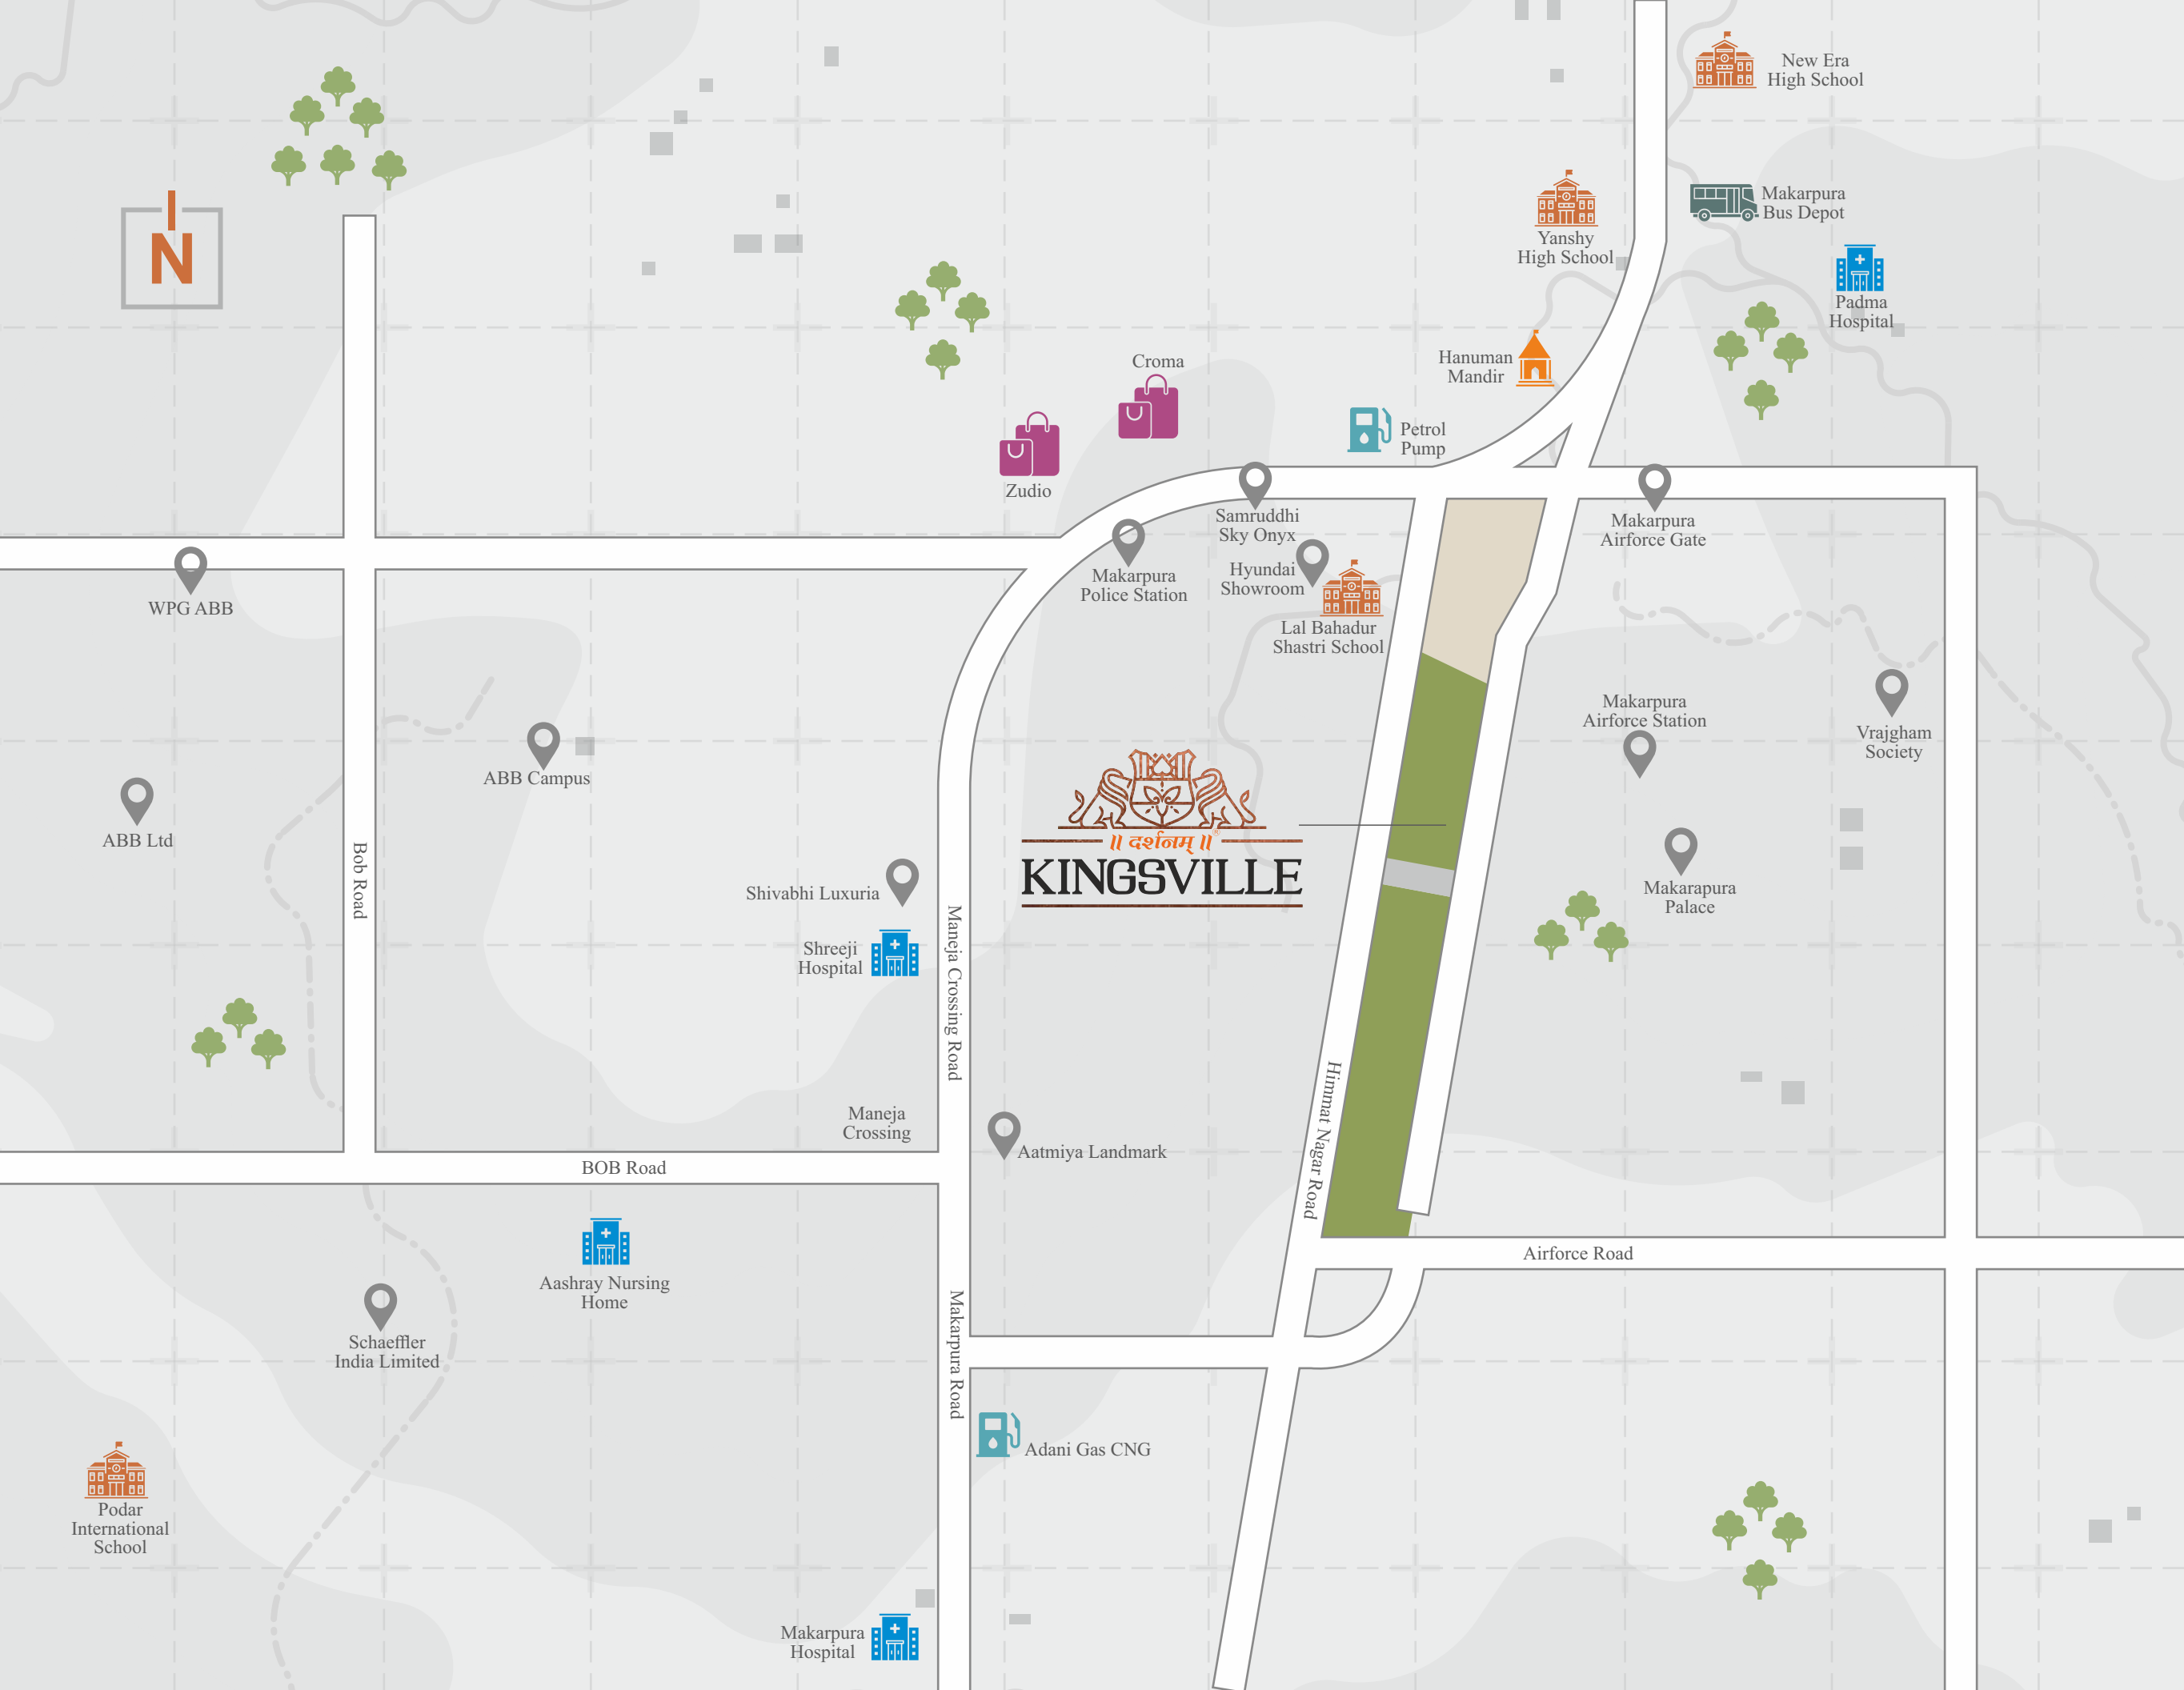 New Era
High School
Makarpura
Bus Depot
Yanshy
High School
N
Padma
Hospital
Hanuman
Mandir
Croma
Petrol
Pump
Zudio
Samruddhi
Sky Onyx
Makarpura
Airforce Gate
Makarpura
Police Station
Hyundai
Showroom
WPG ABB
Lal Bahadur
Shastri School
Makarpura
Airforce Station
Vrajgham
Society
ABB Campus
ABB Ltd
॥ दर्शनम् ॥®
KINGSVILLE
Bob Road
Shivabhi Luxuria
Makarapura
Palace
Shreeji
Hospital
Maneja Crossing Road
Himmat Nagar Road
Maneja
Crossing
Aatmiya Landmark
BOB Road
Airforce Road
Aashray Nursing
Home
Schaeffler
India Limited
Makarpura Road
Adani Gas CNG
Podar
International
School
Makarpura
Hospital